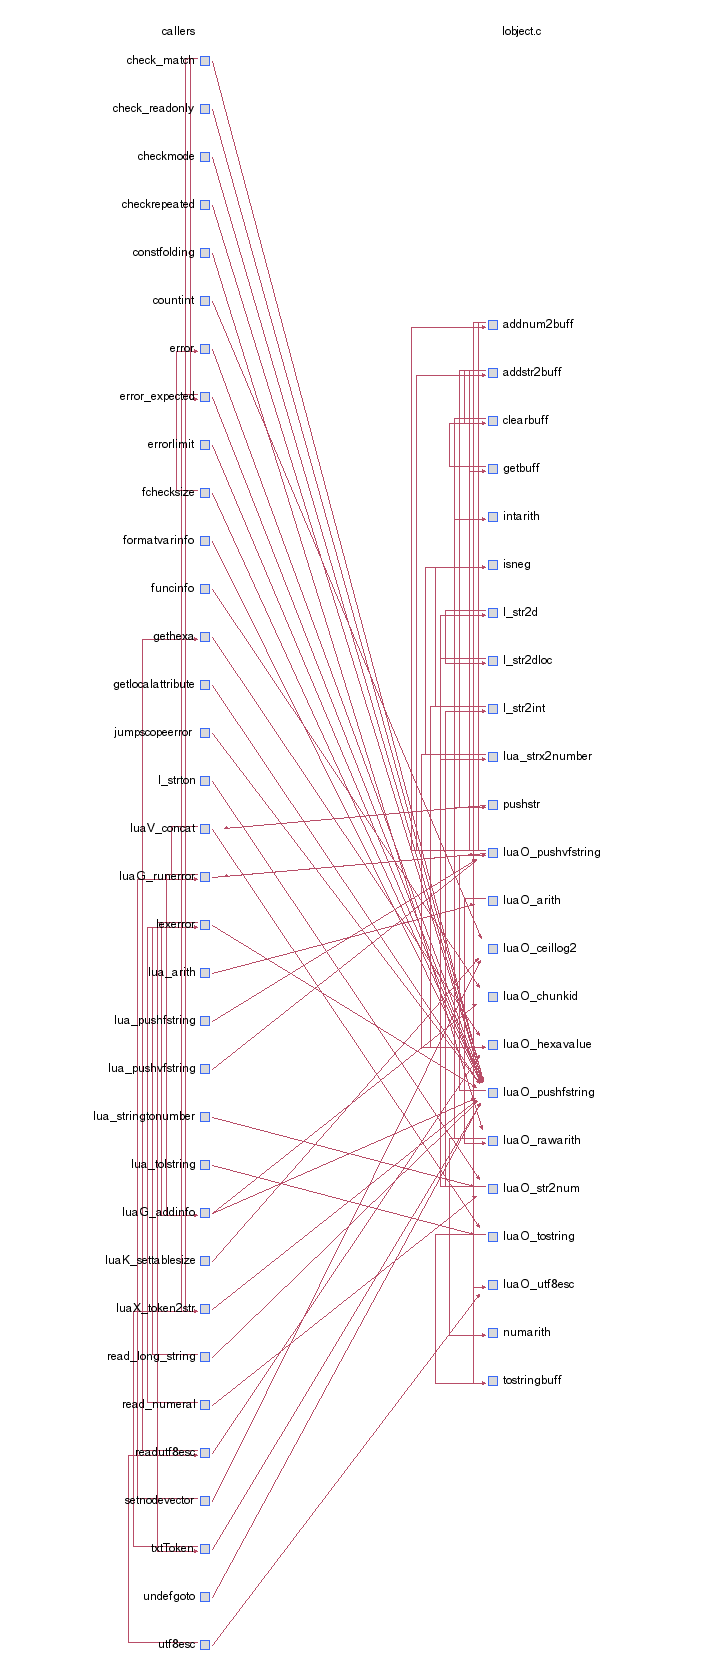 callers
lobject.c
check_match
check_readonly
checkmode
checkrepeated
constfolding
countint
error
error_expected
errorlimit
fchecksize
formatvarinfo
funcinfo
gethexa
getlocalattribute
jumpscopeerror
l_strton
luaV_concat
luaG_runerror
lexerror
lua_arith
lua_pushfstring
lua_pushvfstring
lua_stringtonumber
lua_tolstring
luaG_addinfo
luaK_settablesize
luaX_token2str
read_long_string
read_numeral
readutf8esc
setnodevector
txtToken
undefgoto
utf8esc
addnum2buff
addstr2buff
clearbuff
getbuff
intarith
isneg
l_str2d
l_str2dloc
l_str2int
lua_strx2number
pushstr
luaO_pushvfstring
luaO_arith
luaO_ceillog2
luaO_chunkid
luaO_hexavalue
luaO_pushfstring
luaO_rawarith
luaO_str2num
luaO_tostring
luaO_utf8esc
numarith
tostringbuff